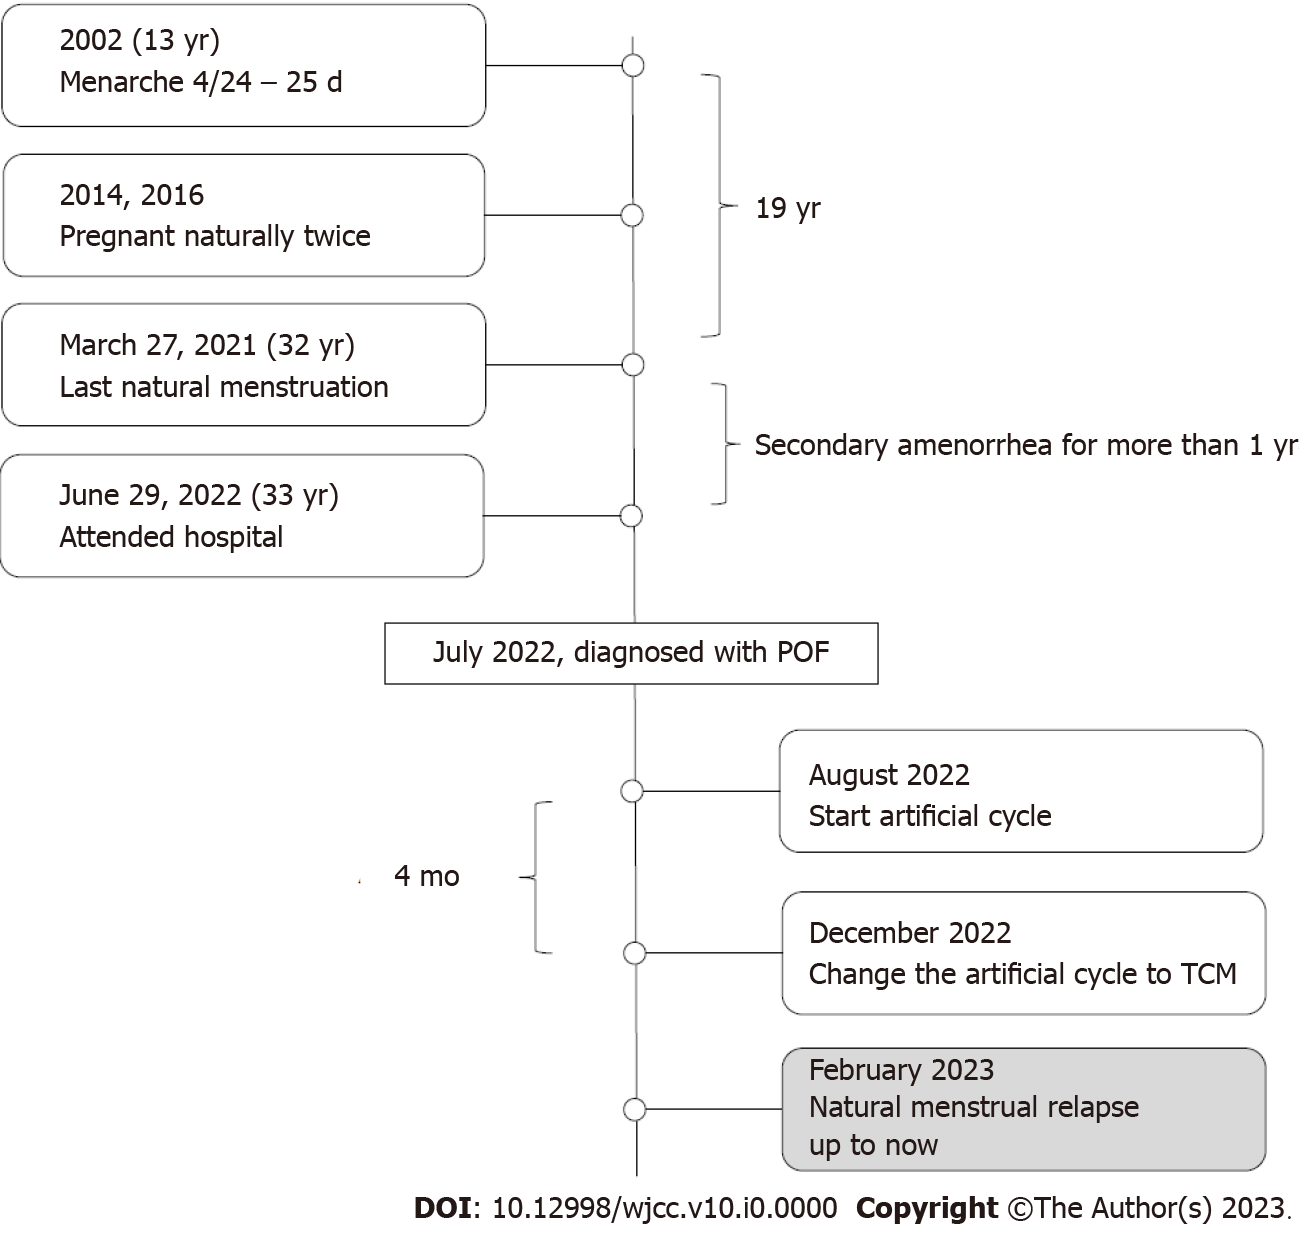 2002 (13 yr)
Menarche 4/24 – 25 d
2014, 2016
Pregnant naturally twice
19 yr
March 27, 2021 (32 yr)
Last natural menstruation
Secondary amenorrhea for more than 1 yr
June 29, 2022 (33 yr)
Attended hospital
July 2022, diagnosed with POF
August 2022
Start artificial cycle
4 mo
December 2022
Change the artificial cycle to TCM
February 2023
Natural menstrual relapse
up to now
DOI: 10.12998/wjcc.v10.i0.0000 Copyright ©The Author(s) 2023.